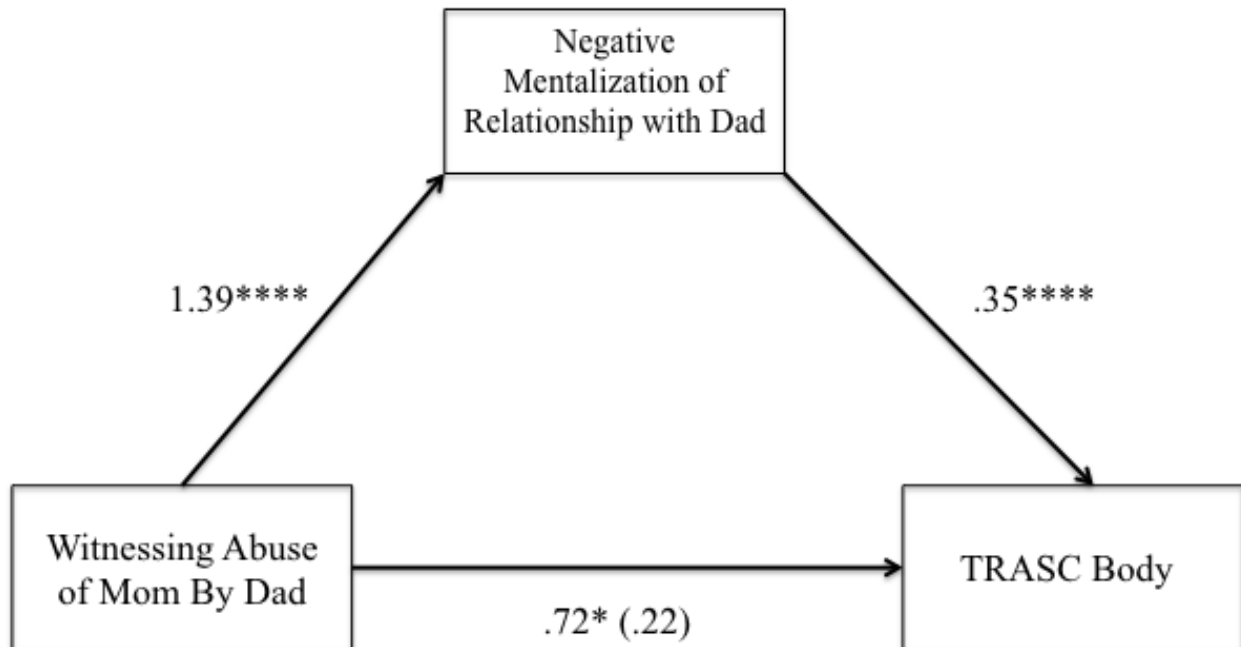 Negative
Mentalization of
Relationship with Dad
1.39****
.35****
Witnessing Abuse
of Mom By Dad
TRASC Body
.72* (.22)